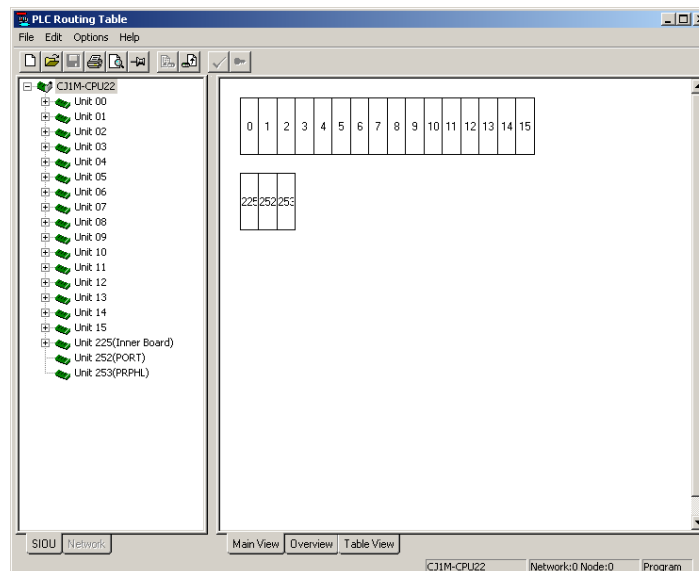 PLC Routing Table
File Edit Options Help
CJ1M-CPU22
Unit 00
Unit 01
Unit 02
Unit 03
Unit 04
Unit 05
Unit 06
Unit 07
Unit 08
Unit 09
Unit 10
Unit 11
Unit 12
Unit 13
Unit 14
Unit 15
Unit 225(Inner Board)
Unit 252(PORT)
Unit 253(PRPHL)
0 1 2 3 4 5 6 7 8 9 10 11 12 13 14 15
225 252 253
SIOU Network
Main View Overview Table View
CJ1M-CPU22 Network:0 Node:0 Program